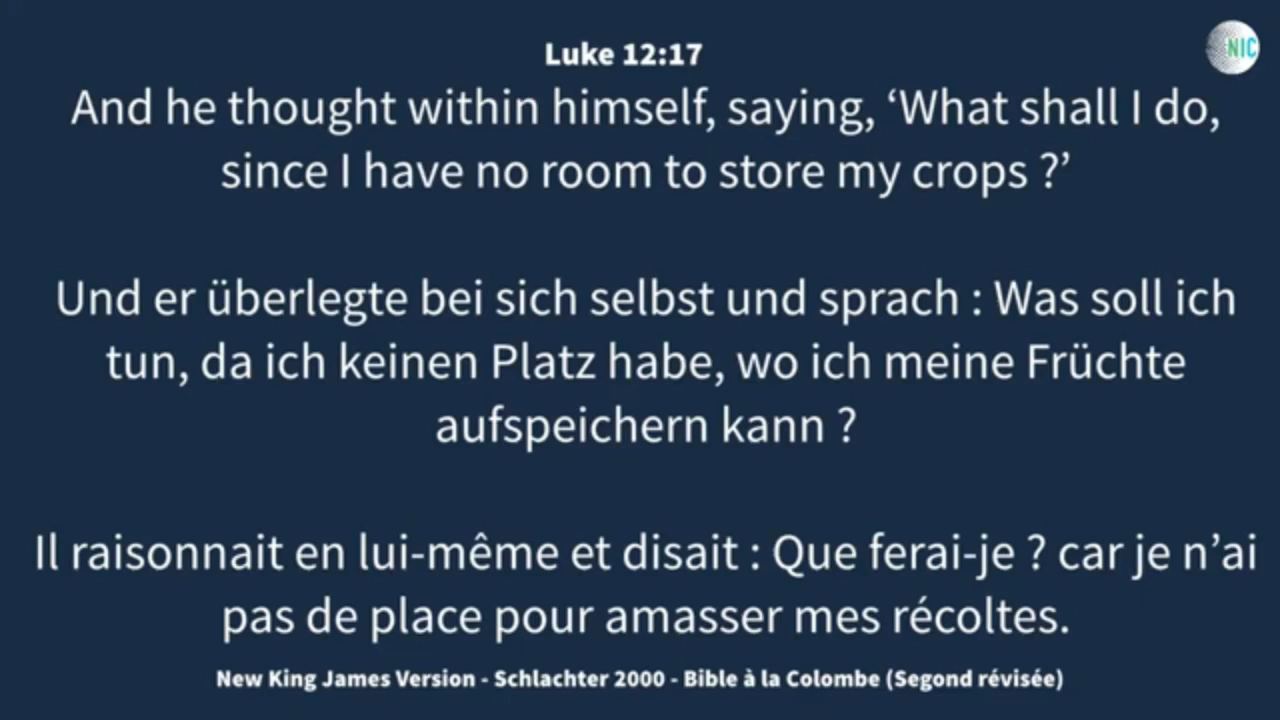 Luke 12:17
NIC
And he thought within himself, saying, ‘What shall I do,
since I have no room to store my crops ?’
Und er überlegte bei sich selbst und sprach : Was soll ich
tun, da ich keinen Platz habe, wo ich meine Früchte
aufspeichern kann ?
Il raisonnait en lui-même et disait : Que ferai-je ? car je n’ai
pas de place pour amasser mes récoltes.
New King James Version - Schlachter 2000 - Bible à la Colombe (Segond révisée)